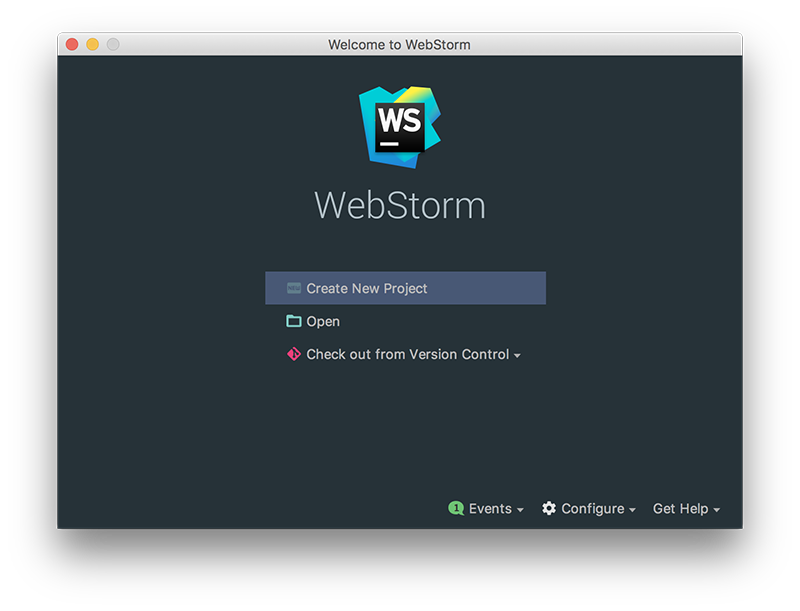 Welcome to WebStorm
WS
WebStorm
Create New Project
Open
Check out from Version Control
1 Events Configure Get Help